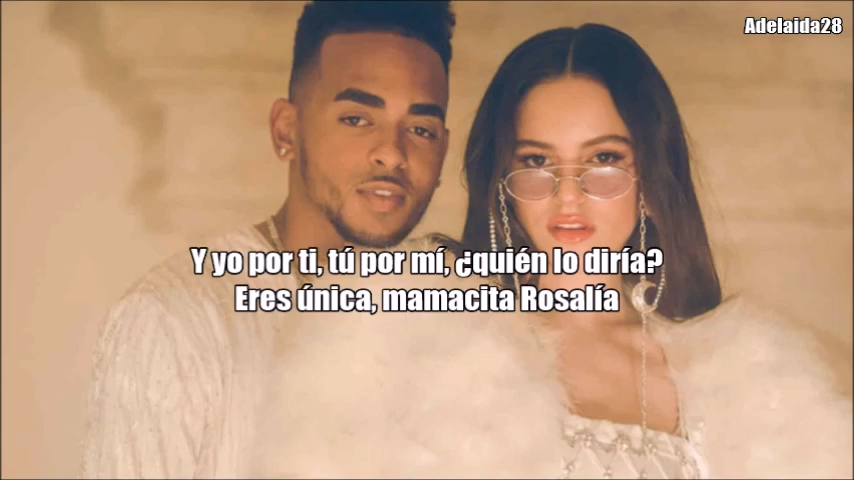 Adelaida28
Y yo por ti, tú por mí, ¿quién lo diría?
Eres única, mamacita Rosalía